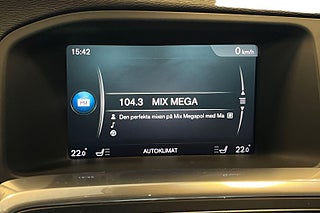 15:42
0 km/h
FM
104.3 MIX MEGA
Den perfekta mixen på Mix Megapol med Ma
22.0°
AUTOKLIMAT
22.0°